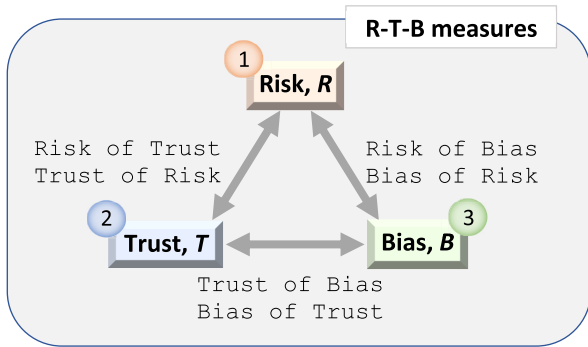 R-T-B measures
1
Risk, R
Risk of Trust
Trust of Risk
Risk of Bias
Bias of Risk
2
Trust, T
Bias, B
3
Trust of Bias
Bias of Trust